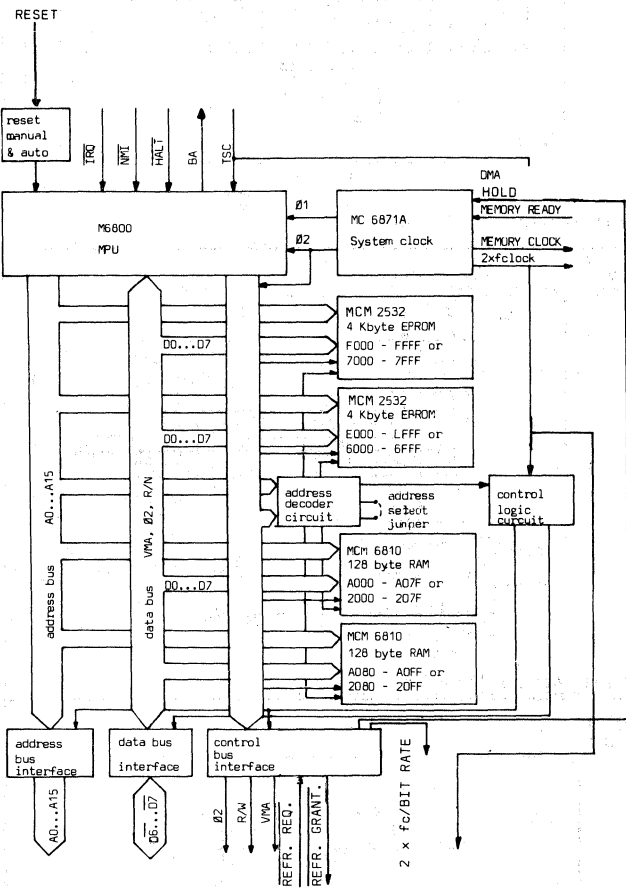 RESET
reset
manual
& auto
IRQ
NMI
HALT
BA
TSC
DMA
HOLD
MEMORY READY
MEMORY CLOCK
2xfclock
M6800
MPU
Ø1
Ø2
MC 6871A
System clock
MCM 2532
4 Kbyte EPROM
F000 - FFFF or
7000 - 7FFF
D0...D7
MCM 2532
4 Kbyte EPROM
E000 - LFFF or
6000 - 6FFF
D0...D7
address
decoder
circuit
address
select
jumper
control
logic
curcuit
MCM 6810
128 byte RAM
A000 - A07F or
2000 - 207F
D0...D7
MCM 6810
128 byte RAM
A080 - A0FF or
2080 - 20FF
address bus
A0...A15
data bus
VMA, Ø2, R/N
address
bus
interface
data bus
interface
control
bus
interface
A0...A15
D6...D7
Ø2
R/W
VMA
REFR. REQ.
REFR. GRANT.
2 x fc/BIT RATE